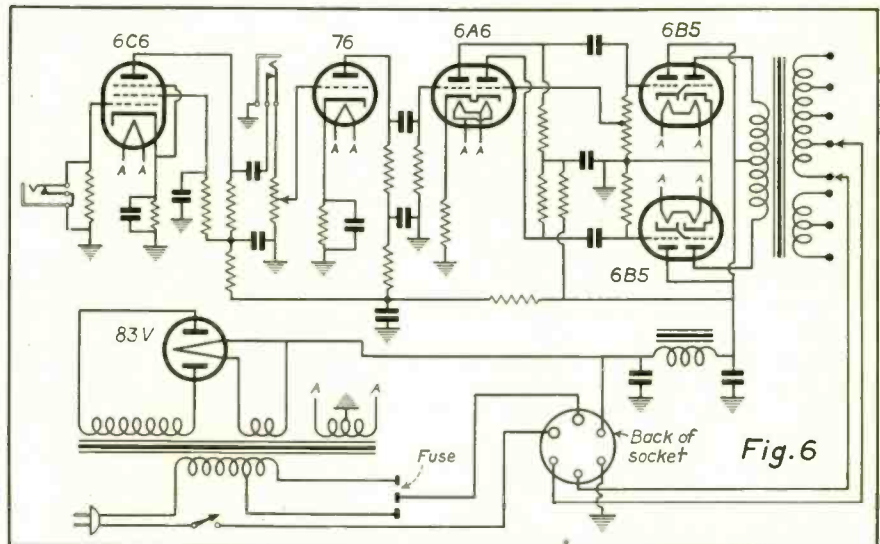 6C6
76
6A6
6B5
A A
A
A A
A A
A A
A A
6B5
83V
A A
Fuse
Back of
socket
Fig. 6